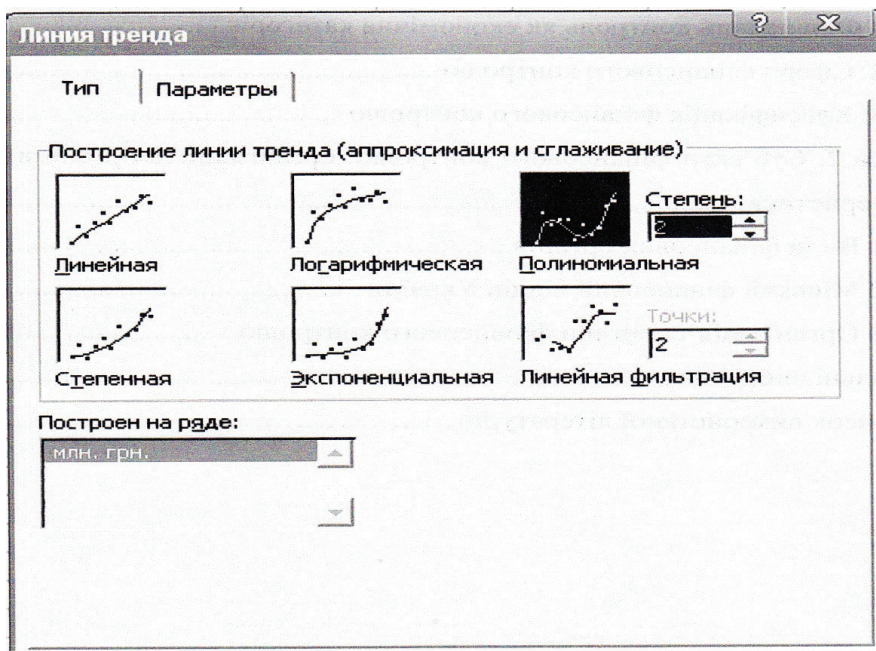 Линия тренда
Тип
Параметры
Построение линии тренда (аппроксимация и сглаживание)
Степень:
2
Линейная
Логарифмическая
Полиномиальная
Точки:
2
Степенная
Экспоненциальная
Линейная фильтрация
Построен на ряде:
млн. грн.